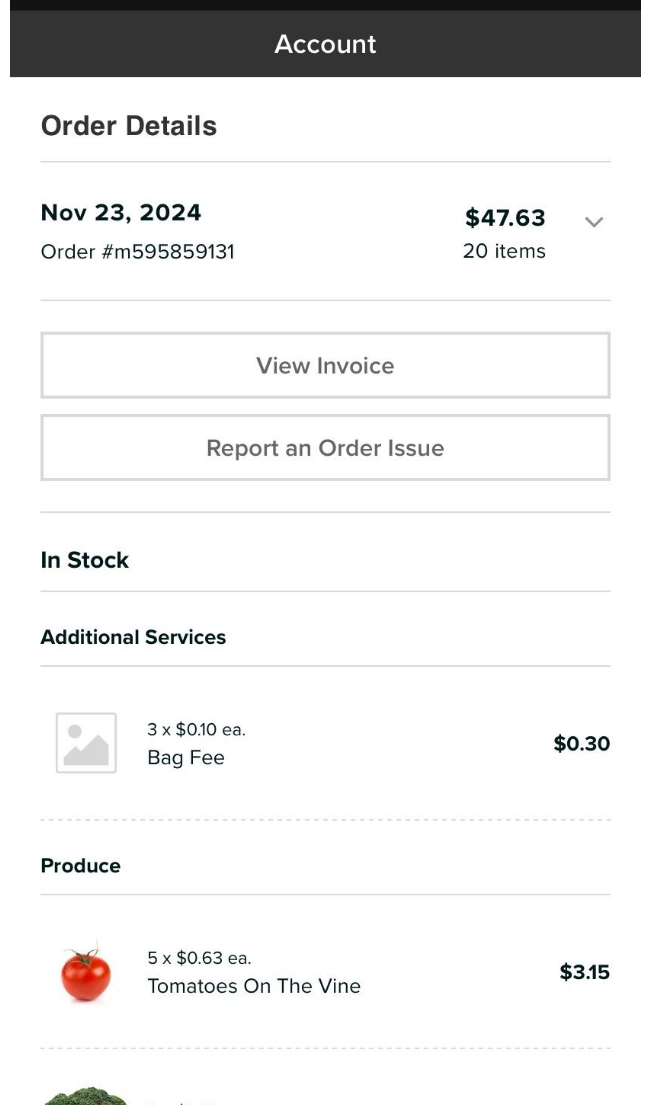 Account
Order Details
Nov 23, 2024
$47.63
Order #m595859131
20 items
View Invoice
Report an Order Issue
In Stock
Additional Services
3 x $0.10 ea.
Bag Fee
$0.30
Produce
5 x $0.63 ea.
Tomatoes On The Vine
$3.15